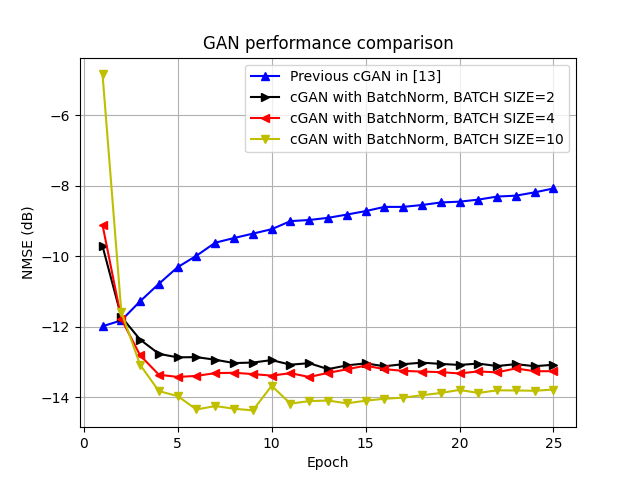 GAN performance comparison
Previous cGAN in [13]
cGAN with BatchNorm, BATCH SIZE=2
cGAN with BatchNorm, BATCH SIZE=4
cGAN with BatchNorm, BATCH SIZE=10
NMSE (dB)
−6
−8
−10
−12
−14
0
5
10
15
20
25
Epoch